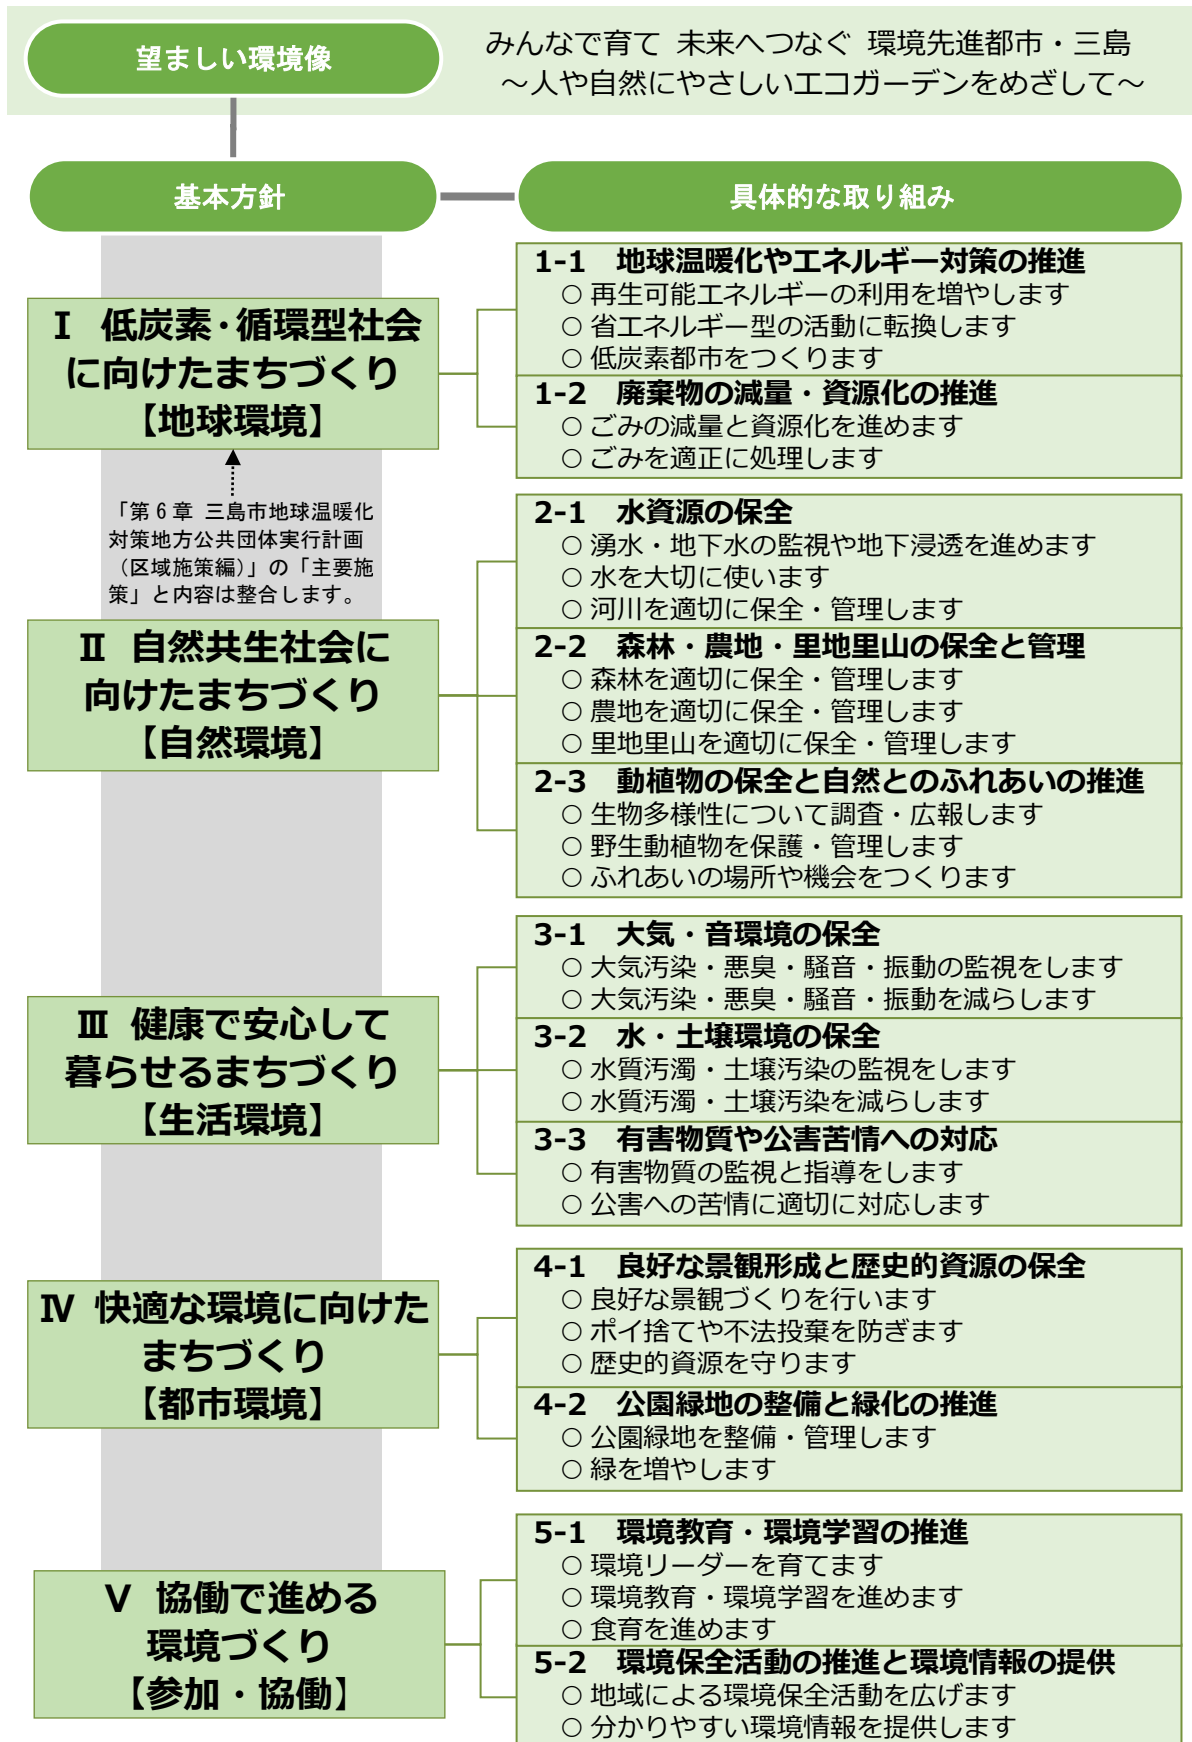 望ましい環境像
みんなで育て 未来へつなぐ 環境先進都市・三島
～人や自然にやさしいエコガーデンをめざして～
基本方針
具体的な取り組み
Ⅰ 低炭素・循環型社会
に向けたまちづくり
【地球環境】
1-1 地球温暖化やエネルギー対策の推進
○ 再生可能エネルギーの利用を増やします
○ 省エネルギー型の活動に転換します
○ 低炭素都市をつくります
1-2 廃棄物の減量・資源化の推進
○ ごみの減量と資源化を進めます
○ ごみを適正に処理します
「第6章 三島市地球温暖化
対策地方公共団体実行計画
（区域施策編）」の「主要施
策」と内容は整合します。
Ⅱ 自然共生社会に
向けたまちづくり
【自然環境】
2-1 水資源の保全
○ 湧水・地下水の監視や地下浸透を進めます
○ 水を大切に使います
○ 河川を適切に保全・管理します
2-2 森林・農地・里地里山の保全と管理
○ 森林を適切に保全・管理します
○ 農地を適切に保全・管理します
○ 里地里山を適切に保全・管理します
2-3 動植物の保全と自然とのふれあいの推進
○ 生物多様性について調査・広報します
○ 野生動植物を保護・管理します
○ ふれあいの場所や機会をつくります
Ⅲ 健康で安心して
暮らせるまちづくり
【生活環境】
3-1 大気・音環境の保全
○ 大気汚染・悪臭・騒音・振動の監視をします
○ 大気汚染・悪臭・騒音・振動を減らします
3-2 水・土壌環境の保全
○ 水質汚濁・土壌汚染の監視をします
○ 水質汚濁・土壌汚染を減らします
3-3 有害物質や公害苦情への対応
○ 有害物質の監視と指導をします
○ 公害への苦情に適切に対応します
Ⅳ 快適な環境に向けた
まちづくり
【都市環境】
4-1 良好な景観形成と歴史的資源の保全
○ 良好な景観づくりを行います
○ ポイ捨てや不法投棄を防ぎます
○ 歴史的資源を守ります
4-2 公園緑地の整備と緑化の推進
○ 公園緑地を整備・管理します
○ 緑を増やします
Ⅴ 協働で進める
環境づくり
【参加・協働】
5-1 環境教育・環境学習の推進
○ 環境リーダーを育てます
○ 環境教育・環境学習を進めます
○ 食育を進めます
5-2 環境保全活動の推進と環境情報の提供
○ 地域による環境保全活動を広げます
○ 分かりやすい環境情報を提供します